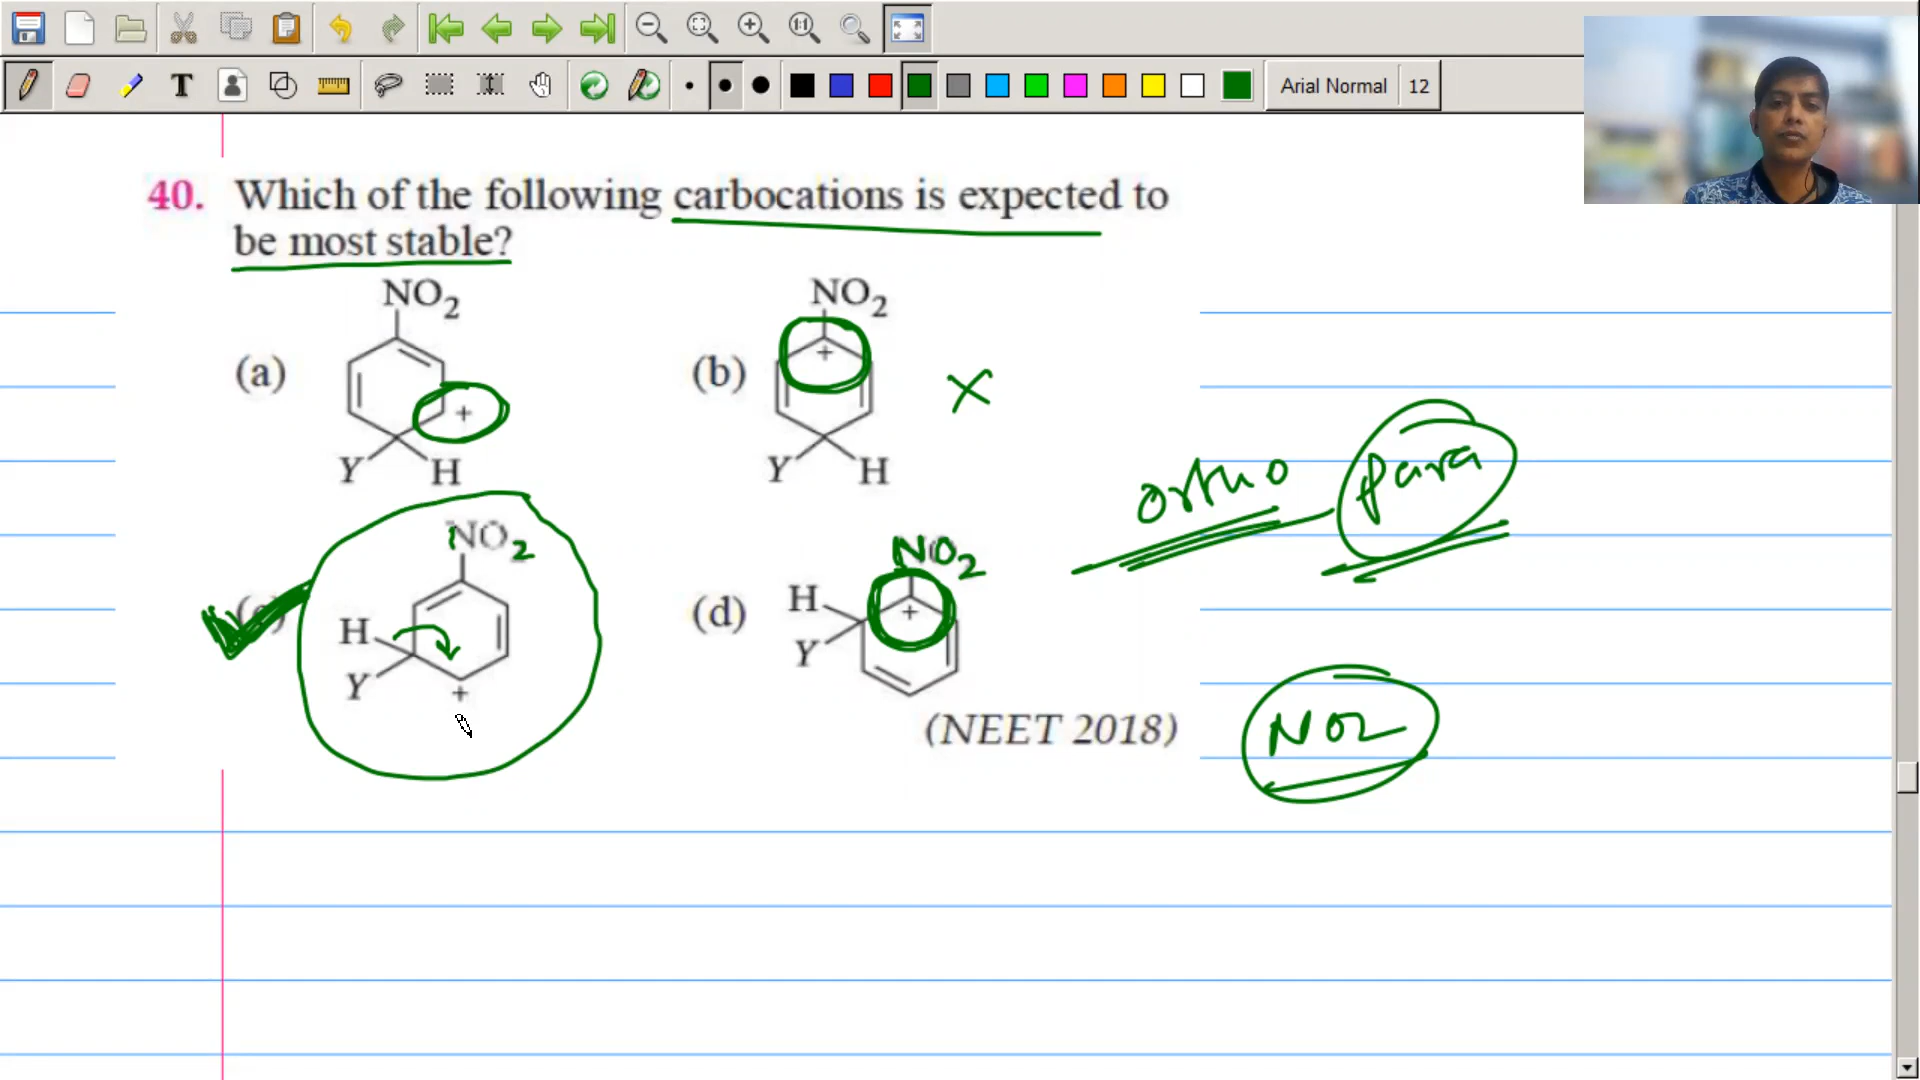 T
Arial Normal 12
40. Which of the following carbocations is expected to
be most stable?
NO2
(a)
+
Y H
NO2
(b)
+
Y H
ortho
para
NO2
(c)
H
Y
+
NO2
(d)
H
Y
+
(NEET 2018)
NO2